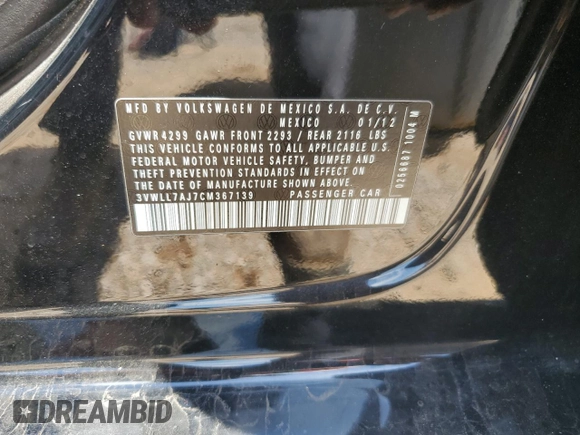 MFD BY VOLKSWAGEN DE MEXICO S.A. DE C.V.
MEXICO 01/12
GVWR 4299 GAWR FRONT 2293 / REAR 2116 LBS
THIS VEHICLE CONFORMS TO ALL APPLICABLE U.S.
FEDERAL MOTOR VEHICLE SAFETY, BUMPER AND
THEFT PREVENTION STANDARDS IN EFFECT ON THE
DATE OF MANUFACTURE SHOWN ABOVE.
3VWLL7AJ7CM367139 PASSENGER CAR
0256687 1004 M
DREAMBID